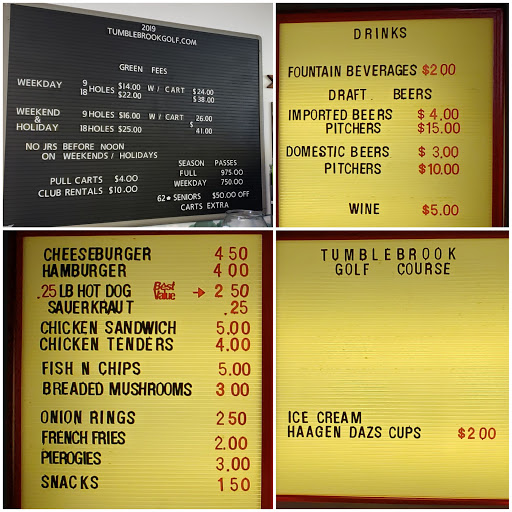 2019
TUMBLEBROOKGOLF.COM
GREEN FEES
WEEKDAY 9 HOLES $14.00 W / CART $24.00
18 HOLES $22.00 $38.00
WEEKEND 9 HOLES $16.00 W / CART 26.00
&
HOLIDAY 18 HOLES $25.00 $ 41.00
NO JRS BEFORE NOON
ON WEEKENDS / HOLIDAYS
PULL CARTS $4.00
CLUB RENTALS $10.00
SEASON PASSES
FULL 975.00
WEEKDAY 750.00
62+ SENIORS $50.00 OFF
CARTS EXTRA
DRINKS
FOUNTAIN BEVERAGES $2.00
DRAFT BEERS
IMPORTED BEERS $ 4.00
PITCHERS $15.00
DOMESTIC BEERS $ 3.00
PITCHERS $10.00
WINE $5.00
CHEESEBURGER 4 50
HAMBURGER 4 00
.25 LB HOT DOG Best Value → 2 50
SAUERKRAUT .25
CHICKEN SANDWICH 5.00
CHICKEN TENDERS 4.00
FISH N CHIPS 5.00
BREADED MUSHROOMS 3 00
ONION RINGS 2 50
FRENCH FRIES 2.00
PIEROGIES 3.00
SNACKS 1 50
TUMBLEBROOK
GOLF COURSE
ICE CREAM
HAAGEN DAZS CUPS $2 00